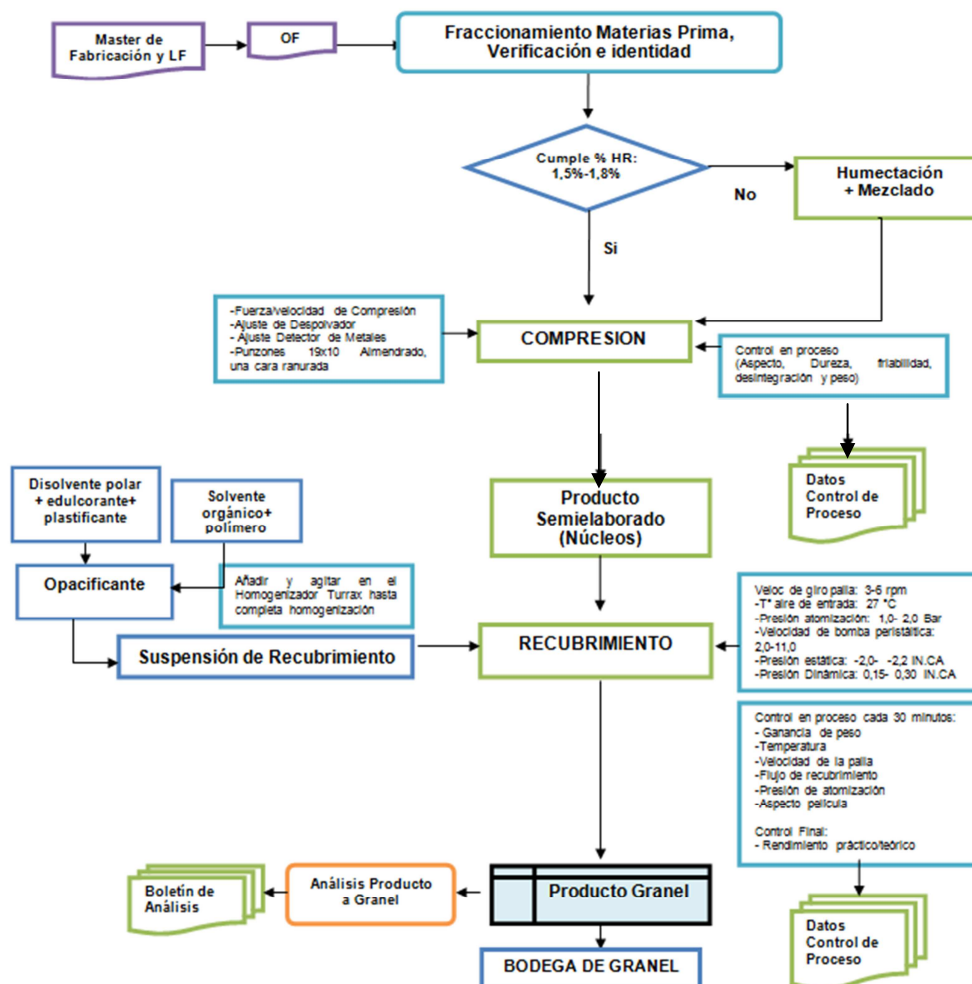 Master de
Fabricación y LF
OF
Fraccionamiento Materias Prima,
Verificación e identidad
Cumple % HR:
1,5%-1,8%
No
Humectación
+ Mezclado
Si
-Fuerza/velocidad de Compresión
-Ajuste de Despolvador
- Ajuste Detector de Metales
-Punzones 19x10 Almendrado,
una cara ranurada
COMPRESION
Control en proceso
(Aspecto, Dureza, friabilidad,
desintegración y peso)
Datos
Control de
Proceso
Disolvente polar
+ edulcorante+
plastificante
Solvente
orgánico+
polímero
Producto
Semielaborado
(Núcleos)
Opacificante
Añadir y agitar en el
Homogenizador Turrax hasta
completa homogenización
Suspensión de Recubrimiento
RECUBRIMIENTO
Veloc de giro palla: 3-6 rpm
-T° aire de entrada: 27 °C
-Presión atomización: 1,0- 2,0 Bar
-Velocidad de bomba peristáltica:
2,0-11,0
-Presión estática: -2,0- -2,2 IN.CA
-Presión Dinámica: 0,15- 0,30 IN.CA
Control en proceso cada 30 minutos:
- Ganancia de peso
-Temperatura
-Velocidad de la palla
-Flujo de recubrimiento
-Presión de atomización
-Aspecto película
Control Final:
- Rendimiento práctico/teórico
Boletín de
Análisis
Análisis Producto
a Granel
Producto Granel
Datos
Control de
Proceso
BODEGA DE GRANEL